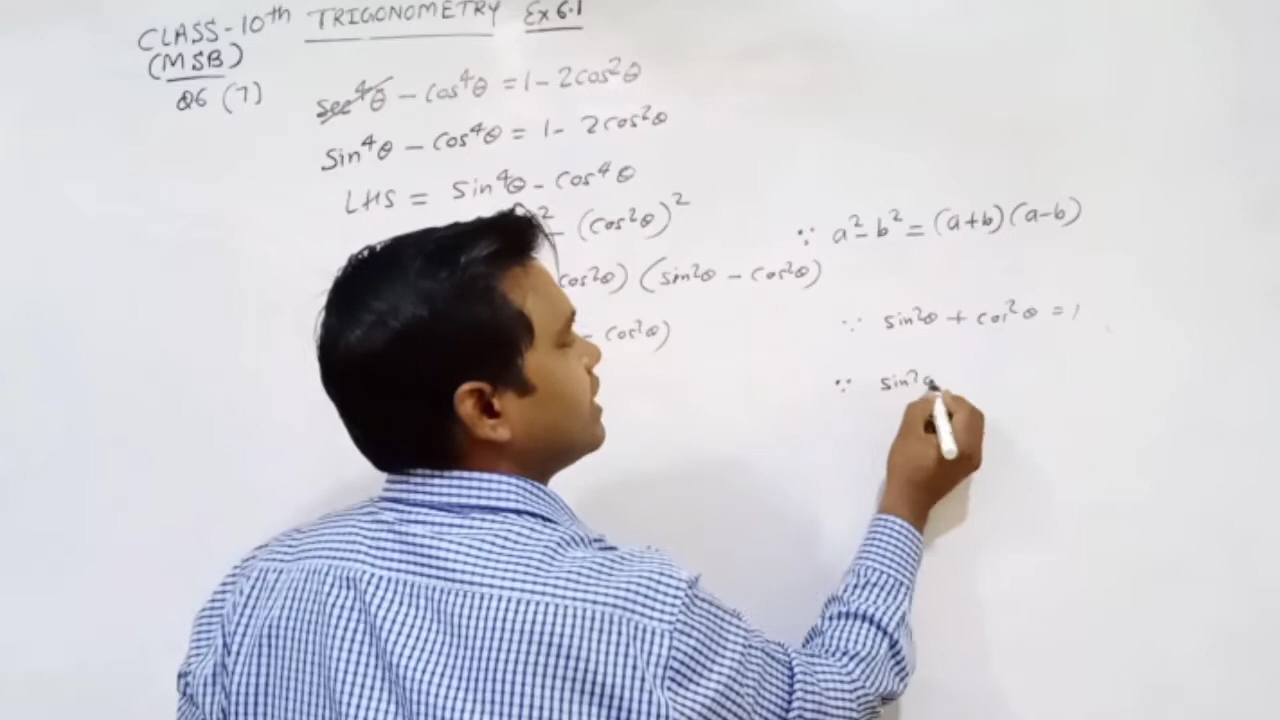 CLASS-10th TRIGONOMETRY Ex 6.1
(MSB)
Q6 (7)
sec⁴θ - cos⁴θ = 1 - 2cos²θ
sin⁴θ - cos⁴θ = 1 - 2cos²θ
LHS = sin⁴θ - cos⁴θ
² - (cos²θ)²
cos²θ) (sin²θ - cos²θ)
- cos²θ)
∵ a² - b² = (a+b)(a-b)
∵ sin²θ + cos²θ = 1
∵ sin²θ